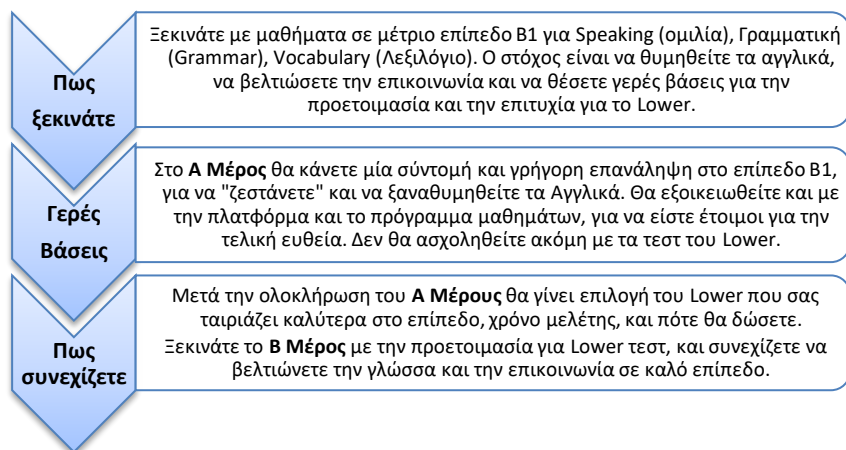 Πως
ξεκινάτε
Ξεκινάτε με μαθήματα σε μέτριο επίπεδο Β1 για Speaking (ομιλία), Γραμματική
(Grammar), Vocabulary (Λεξιλόγιο). Ο στόχος είναι να θυμηθείτε τα αγγλικά,
να βελτιώσετε την επικοινωνία και να θέσετε γερές βάσεις για την
προετοιμασία και την επιτυχία για το Lower.
Γερές
Βάσεις
Στο Α Μέρος θα κάνετε μία σύντομή και γρήγορη επανάληψη στο επίπεδο Β1,
για να "ζεστάνετε" και να ξαναθυμηθείτε τα Αγγλικά. Θα εξοικειωθείτε και με
την πλατφόρμα και το πρόγραμμα μαθημάτων, για να είστε έτοιμοι για την
τελική ευθεία. Δεν θα ασχοληθείτε ακόμη με τα τεστ του Lower.
Πως
συνεχίζετε
Μετά την ολοκλήρωση του Α Μέρους θα γίνει επιλογή του Lower που σας
ταιριάζει καλύτερα στο επίπεδο, χρόνο μελέτης, και πότε θα δώσετε.
Ξεκινάτε το Β Μέρος με την προετοιμασία για Lower τεστ, και συνεχίζετε να
βελτιώνετε την γλώσσα και την επικοινωνία σε καλό επίπεδο.